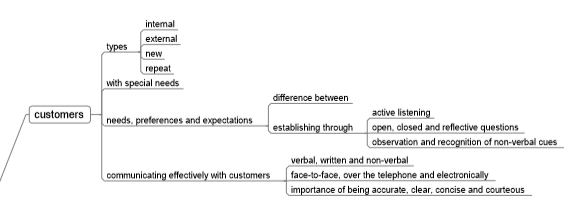 customers
types
internal
external
new
repeat
with special needs
needs, preferences and expectations
difference between
establishing through
active listening
open, closed and reflective questions
observation and recognition of non-verbal cues
communicating effectively with customers
verbal, written and non-verbal
face-to-face, over the telephone and electronically
importance of being accurate, clear, concise and courteous